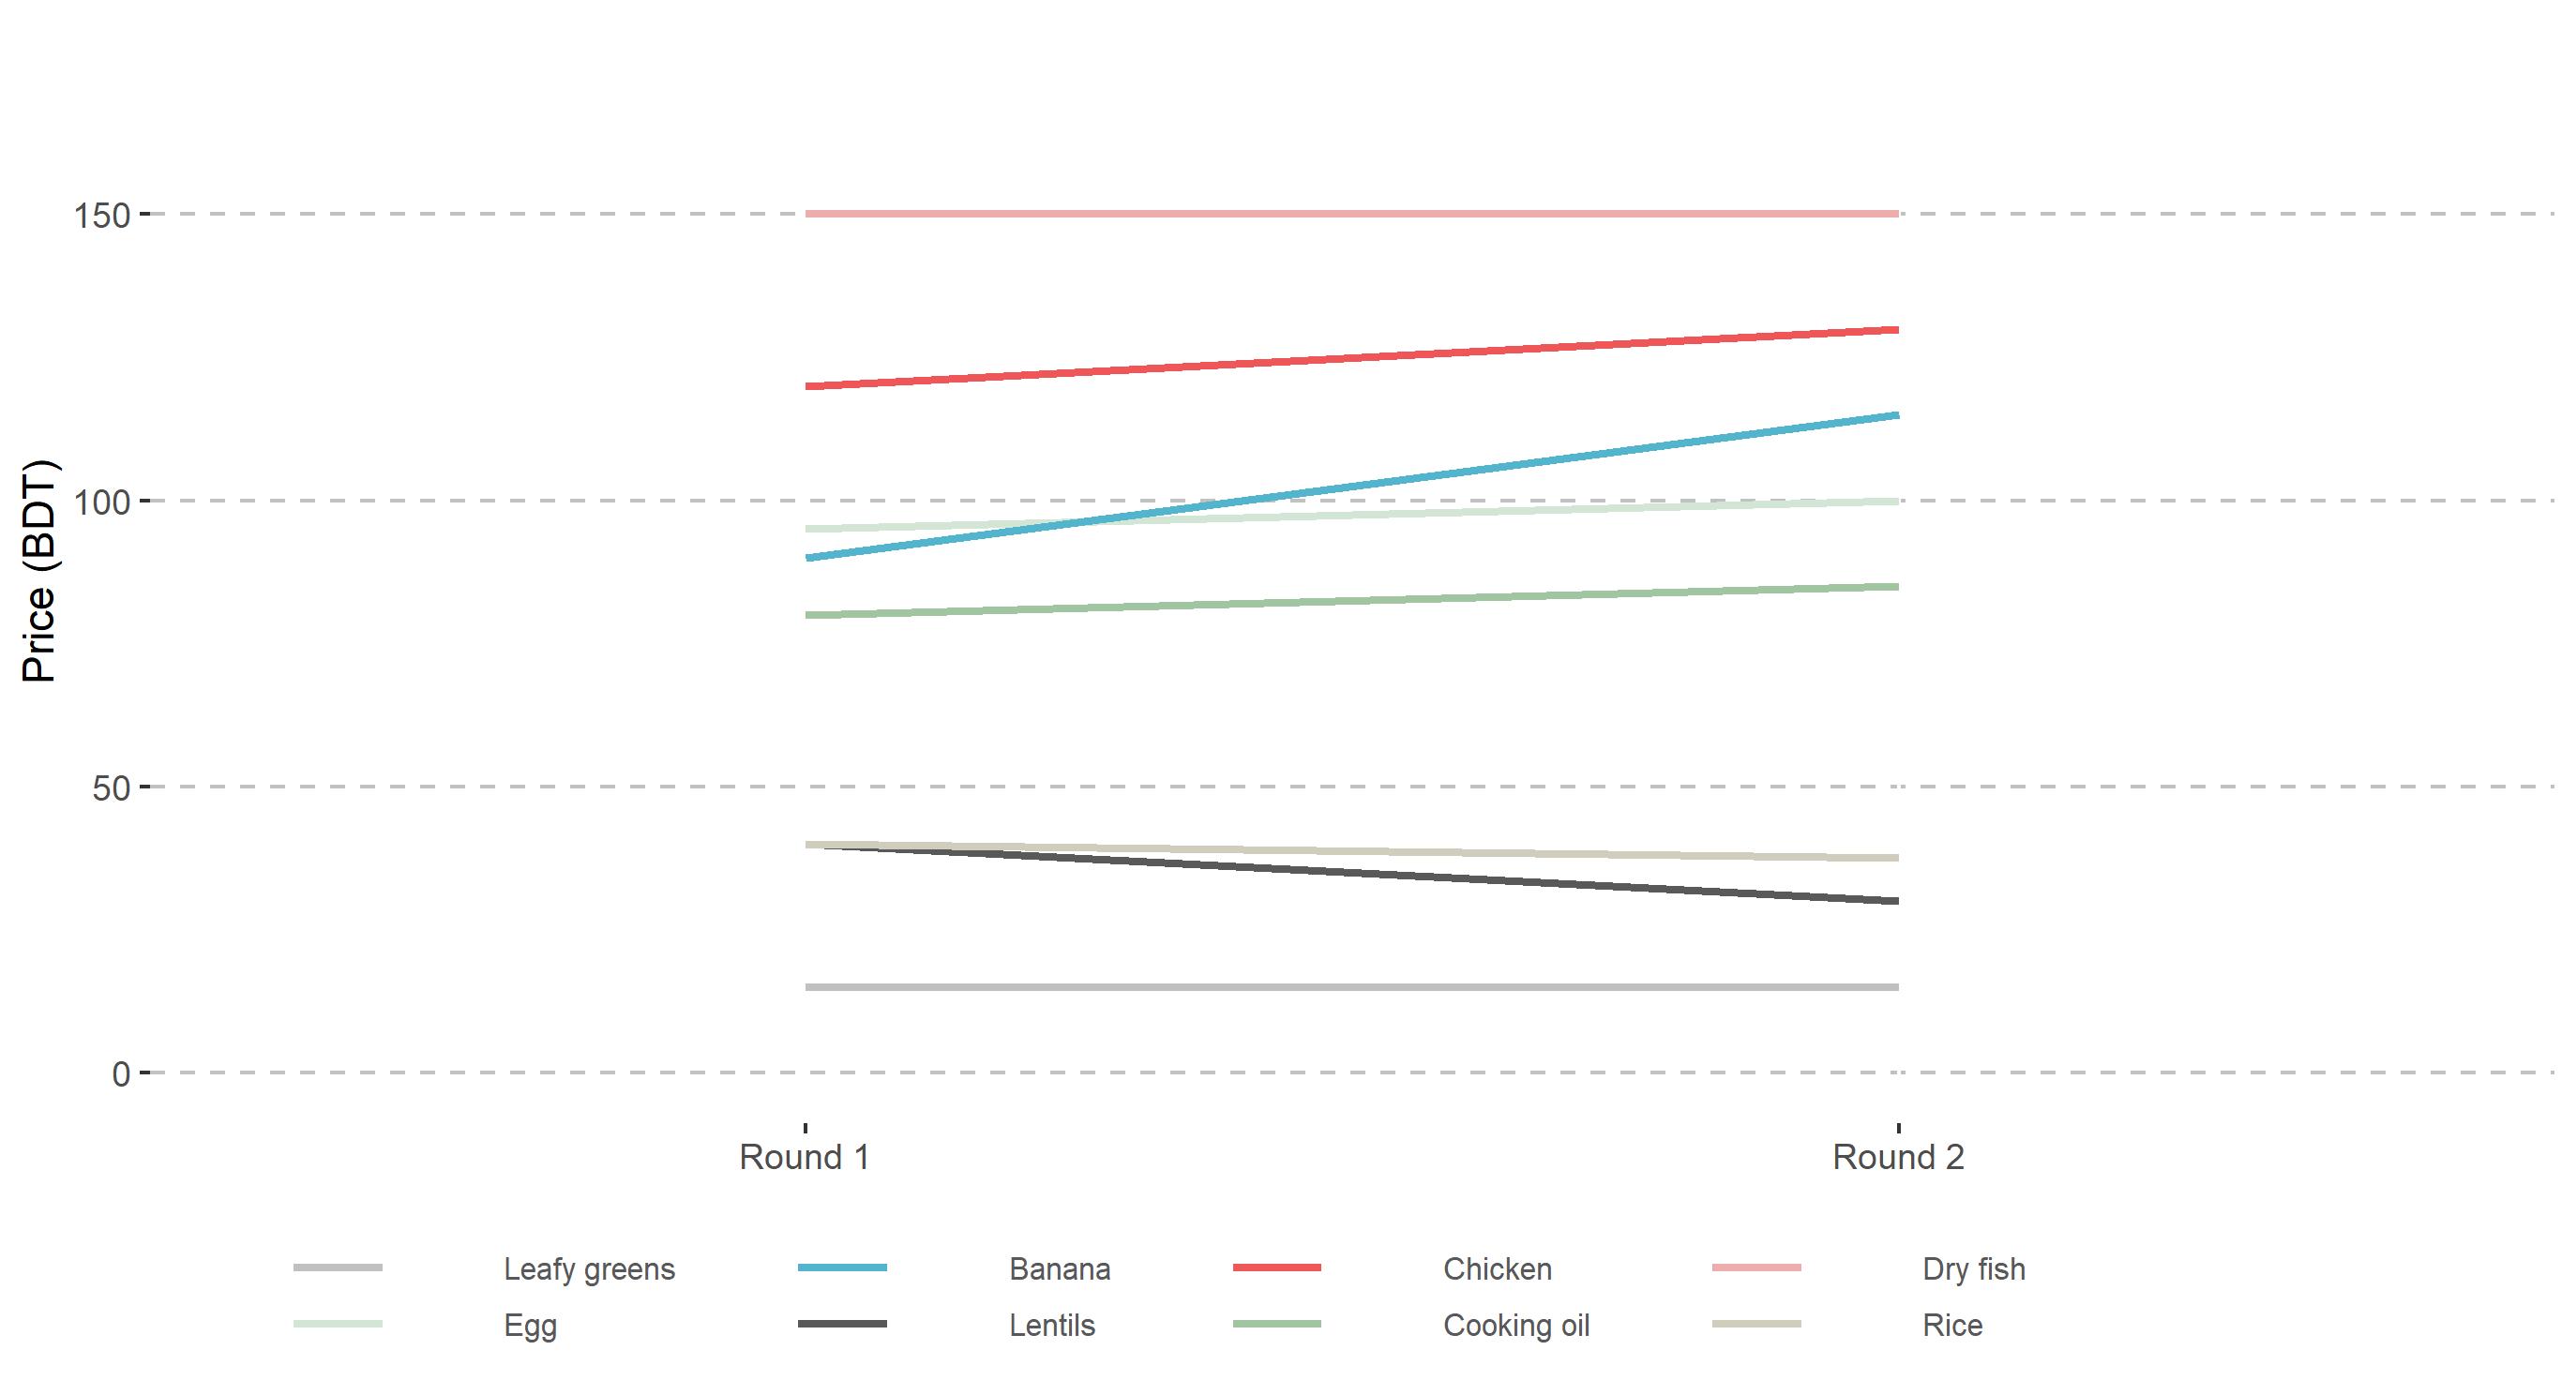 Price (BDT)
150
100
50
0
Round 1 Round 2
Leafy greens Banana Chicken Dry fish
Egg Lentils Cooking oil Rice